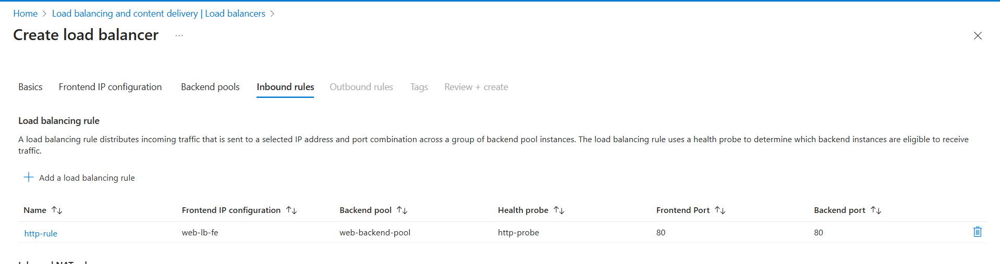 Home > Load balancing and content delivery | Load balancers >
Create load balancer ...
Basics Frontend IP configuration Backend pools Inbound rules Outbound rules Tags Review + create
Load balancing rule
A load balancing rule distributes incoming traffic that is sent to a selected IP address and port combination across a group of backend pool instances. The load balancing rule uses a health probe to determine which backend instances are eligible to receive
traffic.
+ Add a load balancing rule
Name ↑↓ Frontend IP configuration ↑↓ Backend pool ↑↓ Health probe ↑↓ Frontend Port ↑↓ Backend port ↑↓
http-rule web-lb-fe web-backend-pool http-probe 80 80